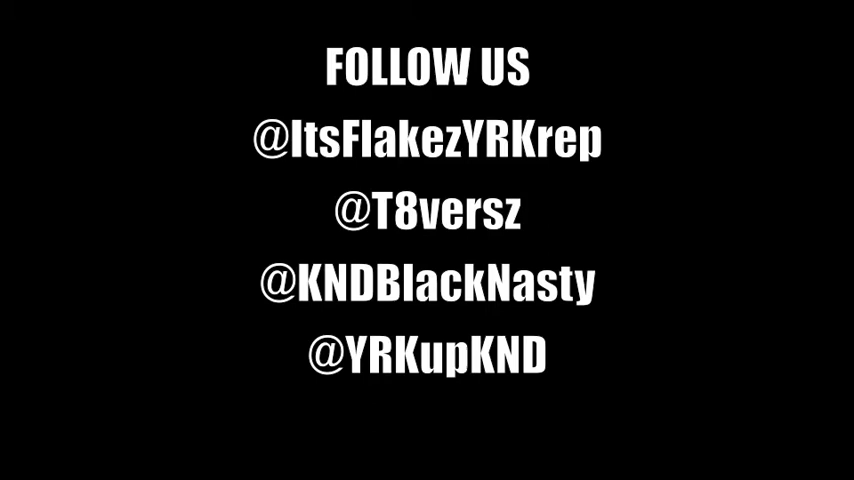 FOLLOW US
@ItsFlakezYRKrep
@T8versz
@KNDBlackNasty
@YRKupKND